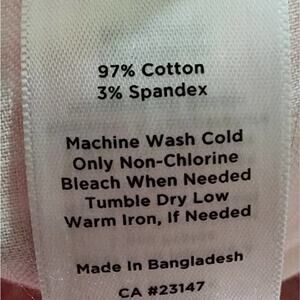 97% Cotton
3% Spandex
Machine Wash Cold
Only Non-Chlorine
Bleach When Needed
Tumble Dry Low
Warm Iron, If Needed
Made In Bangladesh
CA #23147